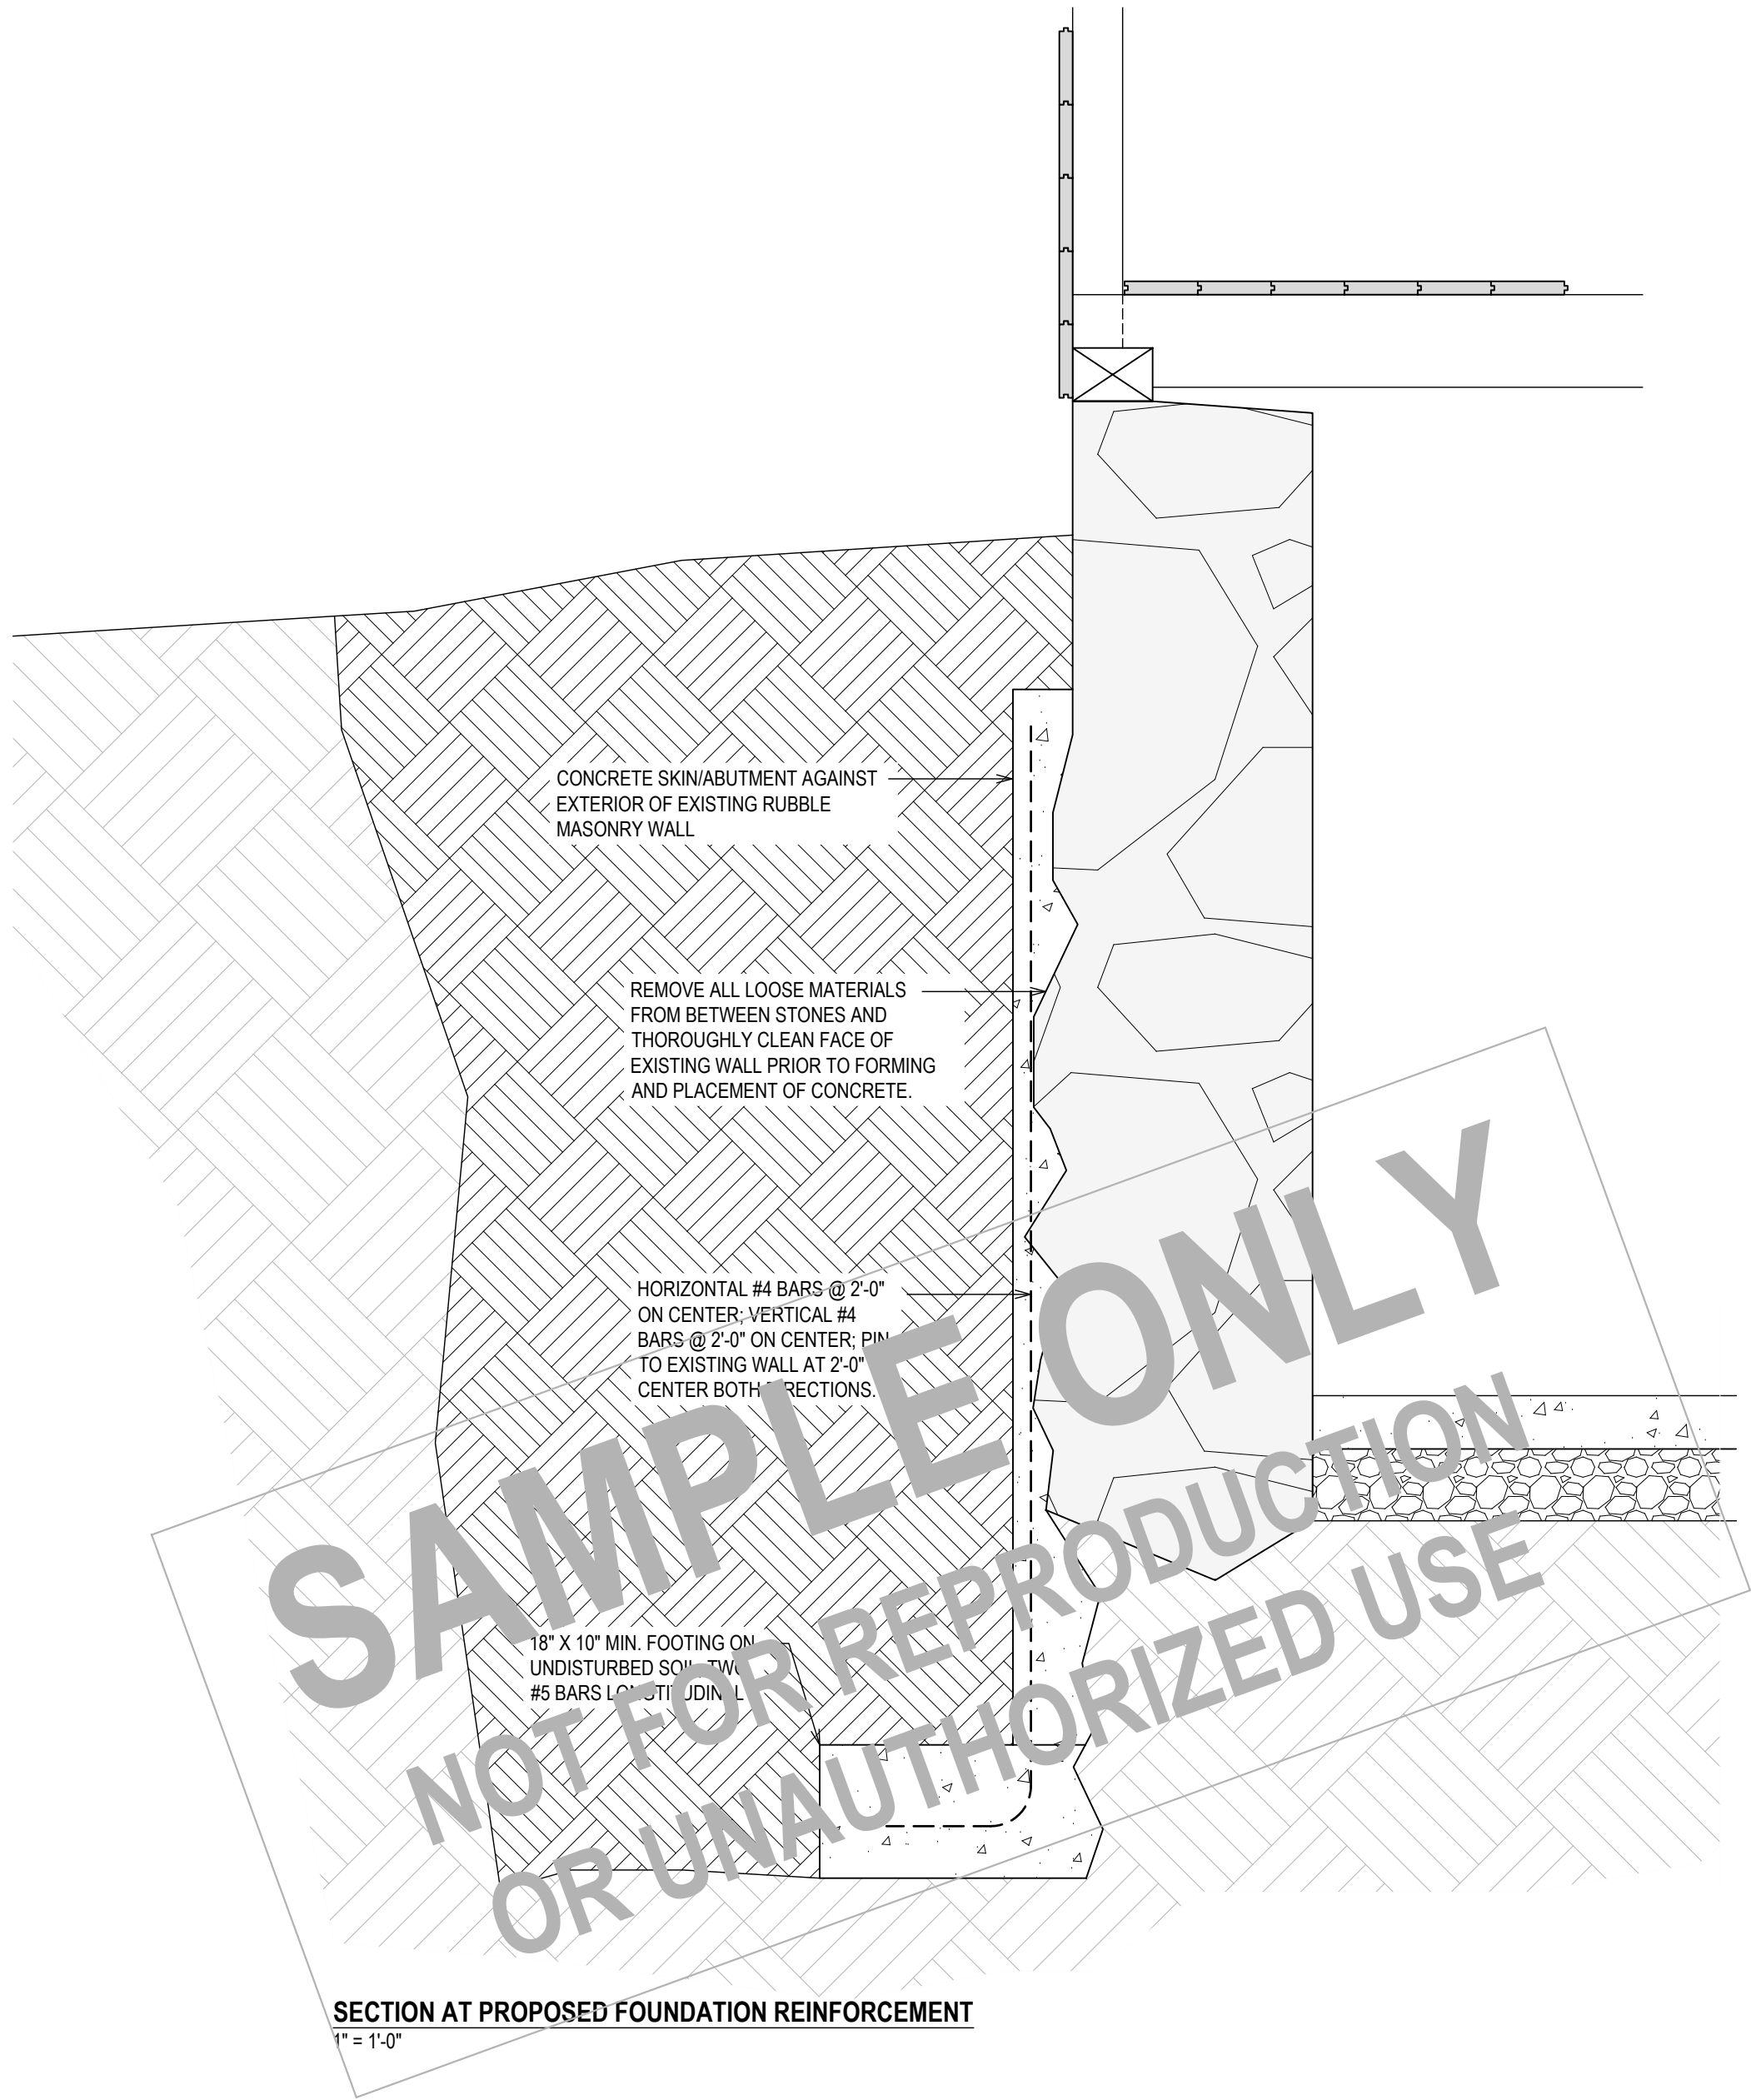 CONCRETE SKIN/ABUTMENT AGAINST
EXTERIOR OF EXISTING RUBBLE
MASONRY WALL
REMOVE ALL LOOSE MATERIALS
FROM BETWEEN STONES AND
THOROUGHLY CLEAN FACE OF
EXISTING WALL PRIOR TO FORMING
AND PLACEMENT OF CONCRETE.
HORIZONTAL #4 BARS @ 2'-0"
ON CENTER; VERTICAL #4
BARS @ 2'-0" ON CENTER; PIN
TO EXISTING WALL AT 2'-0"
CENTER BOTH DIRECTIONS.
18" X 10" MIN. FOOTING ON
UNDISTURBED SOIL, TWO
#5 BARS LONGITUDINAL
SAMPLE ONLY
NOT FOR REPRODUCTION
OR UNAUTHORIZED USE
SECTION AT PROPOSED FOUNDATION REINFORCEMENT
1" = 1'-0"